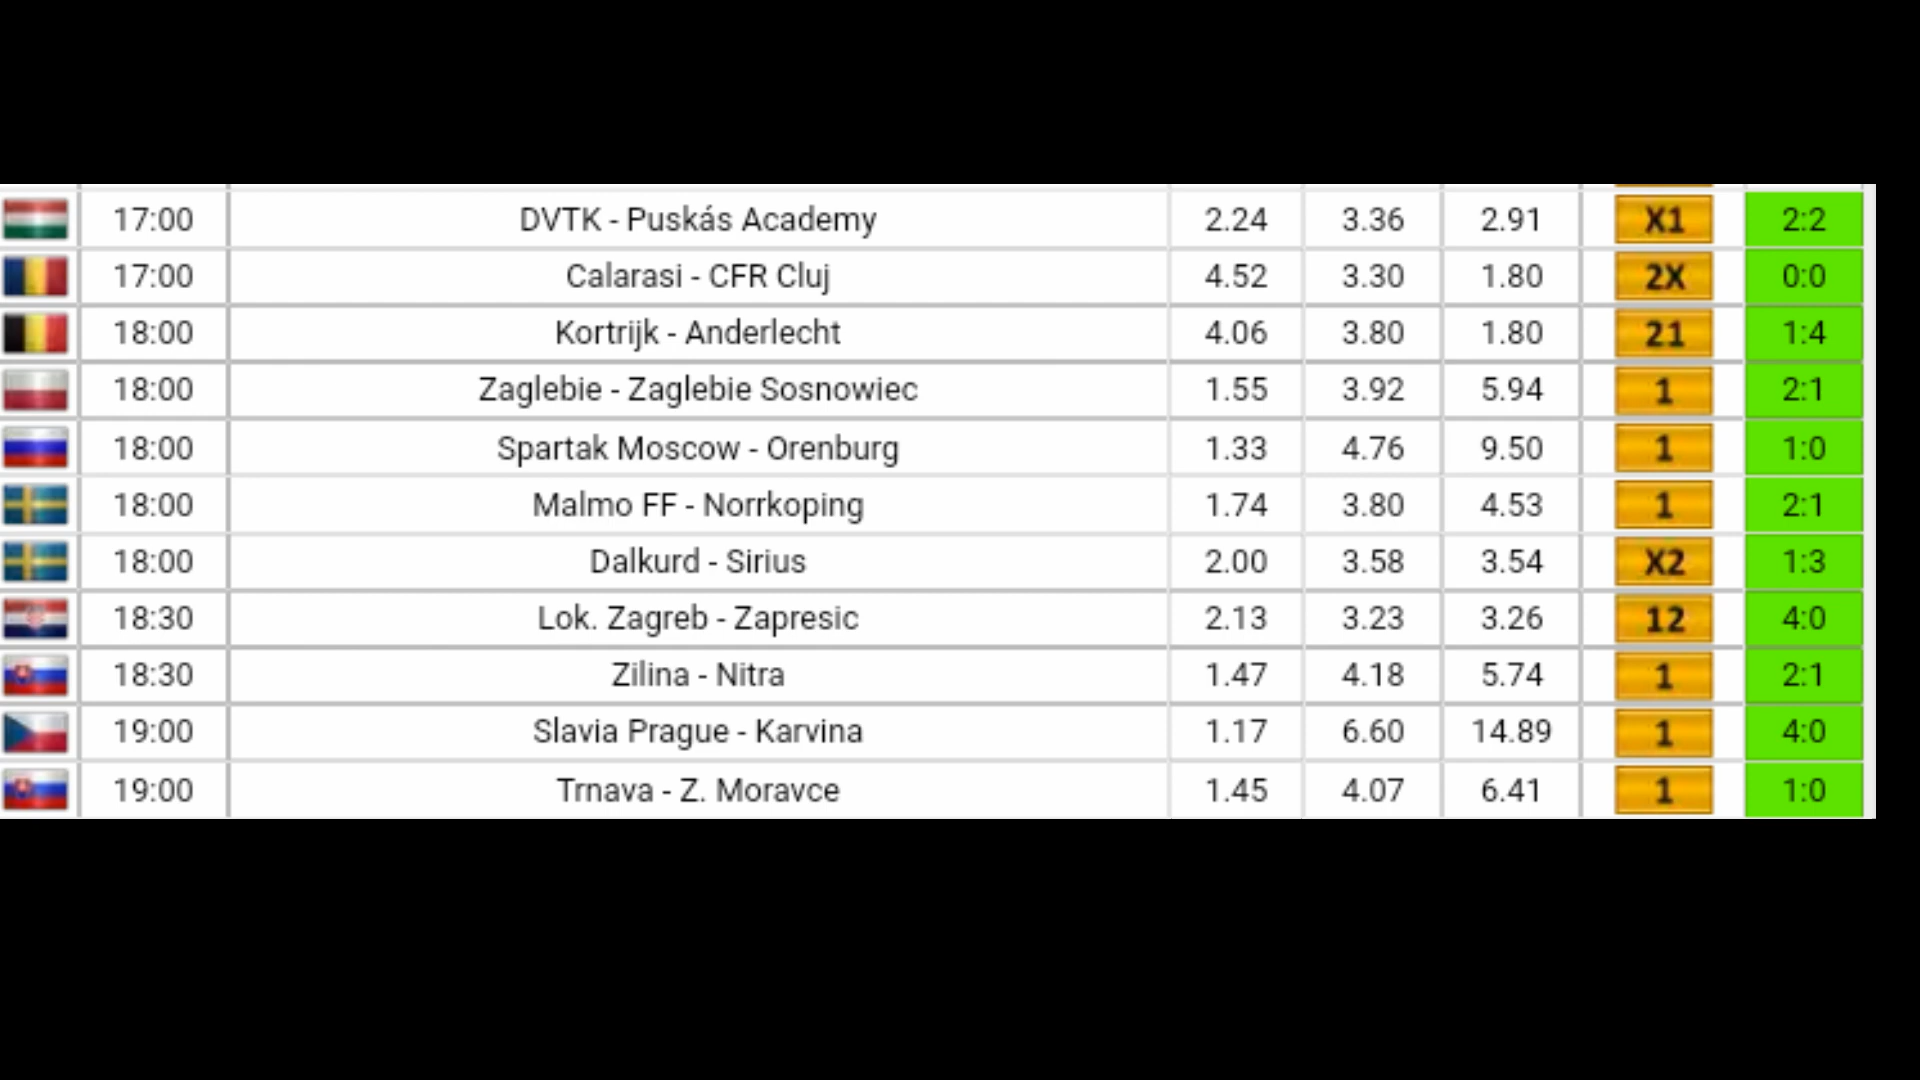 17:00 DVTK - Puskás Academy 2.24 3.36 2.91 X1 2:2
17:00 Calarasi - CFR Cluj 4.52 3.30 1.80 2X 0:0
18:00 Kortrijk - Anderlecht 4.06 3.80 1.80 21 1:4
18:00 Zaglebie - Zaglebie Sosnowiec 1.55 3.92 5.94 1 2:1
18:00 Spartak Moscow - Orenburg 1.33 4.76 9.50 1 1:0
18:00 Malmo FF - Norrkoping 1.74 3.80 4.53 1 2:1
18:00 Dalkurd - Sirius 2.00 3.58 3.54 X2 1:3
18:30 Lok. Zagreb - Zapresic 2.13 3.23 3.26 12 4:0
18:30 Zilina - Nitra 1.47 4.18 5.74 1 2:1
19:00 Slavia Prague - Karvina 1.17 6.60 14.89 1 4:0
19:00 Trnava - Z. Moravce 1.45 4.07 6.41 1 1:0